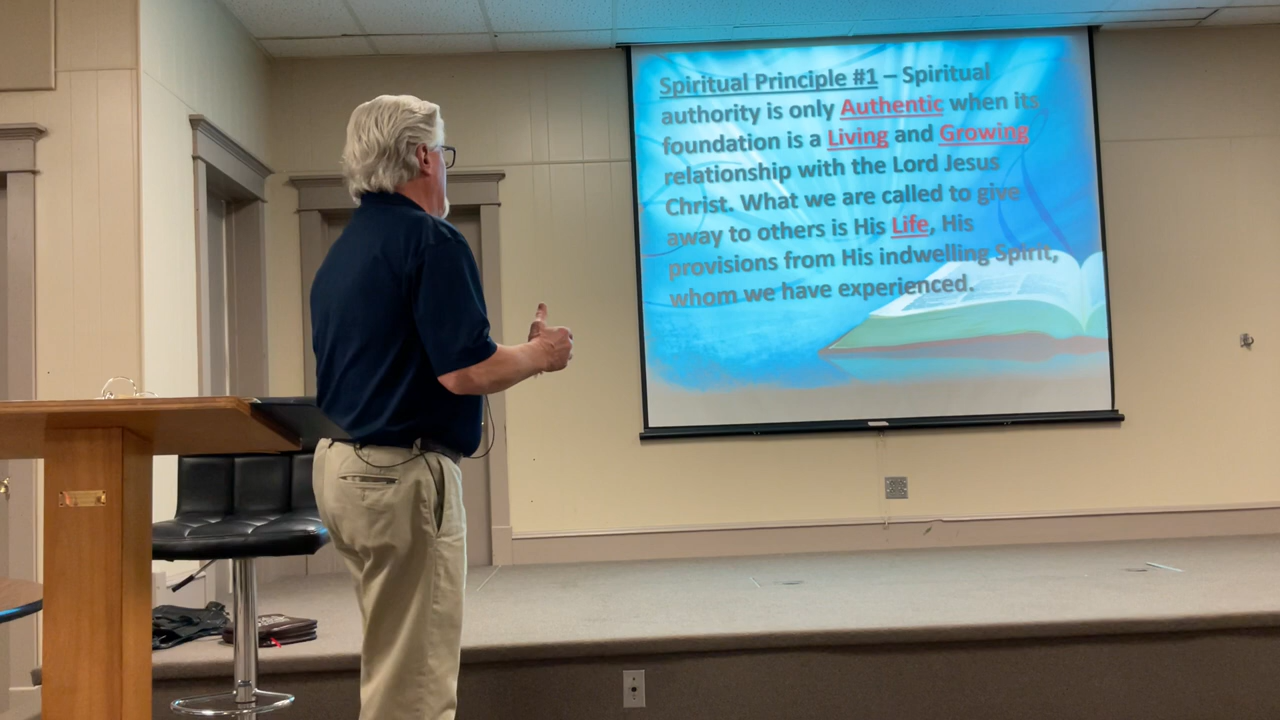 Spiritual Principle #1 – Spiritual
authority is only Authentic when its
foundation is a Living and Growing
relationship with the Lord Jesus
Christ. What we are called to give
away to others is His Life, His
provisions from His indwelling Spirit,
whom we have experienced.